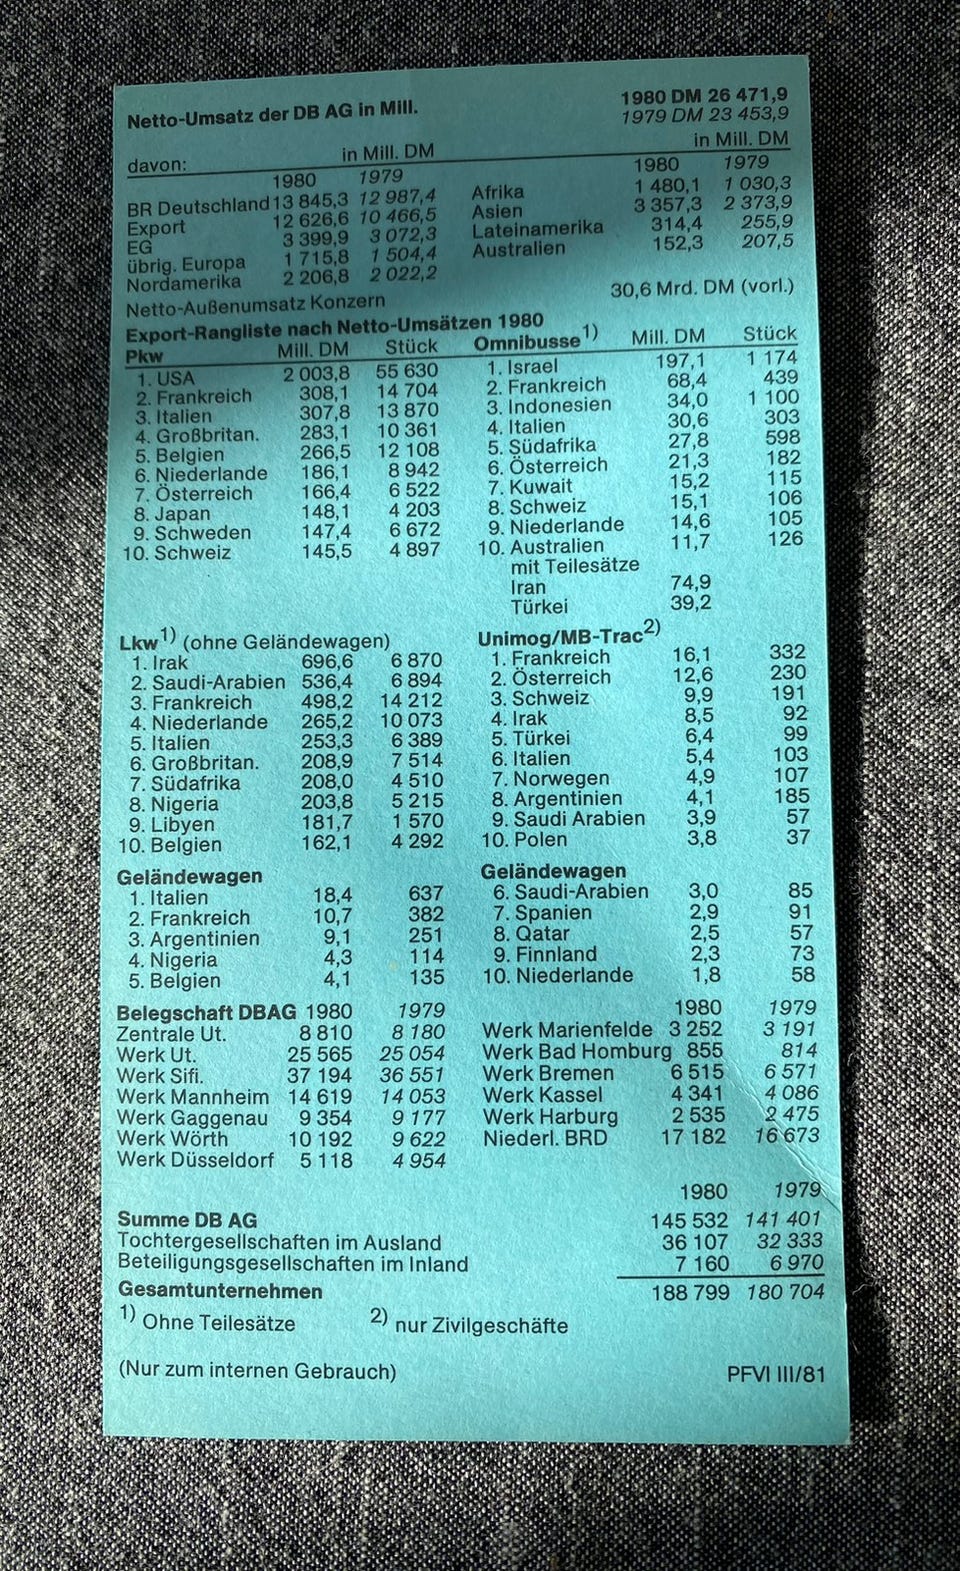 Netto-Umsatz der DB AG in Mill. 1980 DM 26 471,9
1979 DM 23 453,9
davon: in Mill. DM in Mill. DM
1980 1979 1980 1979
BR Deutschland 13 845,3 12 987,4 Afrika 1 480,1 1 030,3
Export 12 626,6 10 466,5 Asien 3 357,3 2 373,9
EG 3 399,9 3 072,3 Lateinamerika 314,4 255,9
übrig. Europa 1 715,8 1 504,4 Australien 152,3 207,5
Nordamerika 2 206,8 2 022,2
Netto-Außenumsatz Konzern 30,6 Mrd. DM (vorl.)
Export-Rangliste nach Netto-Umsätzen 1980
Pkw Mill. DM Stück Omnibusse 1) Mill. DM Stück
1. USA 2 003,8 55 630 1. Israel 197,1 1 174
2. Frankreich 308,1 14 704 2. Frankreich 68,4 439
3. Italien 307,8 13 870 3. Indonesien 34,0 1 100
4. Großbritan. 283,1 10 361 4. Italien 30,6 303
5. Belgien 266,5 12 108 5. Südafrika 27,8 598
6. Niederlande 186,1 8 942 6. Österreich 21,3 182
7. Österreich 166,4 6 522 7. Kuwait 15,2 115
8. Japan 148,1 4 203 8. Schweiz 15,1 106
9. Schweden 147,4 6 672 9. Niederlande 14,6 105
10. Schweiz 145,5 4 897 10. Australien 11,7 126
mit Teilesätze
Iran 74,9
Türkei 39,2
Lkw 1) (ohne Geländewagen) Unimog/MB-Trac 2)
1. Irak 696,6 6 870 1. Frankreich 16,1 332
2. Saudi-Arabien 536,4 6 894 2. Österreich 12,6 230
3. Frankreich 498,2 14 212 3. Schweiz 9,9 191
4. Niederlande 265,2 10 073 4. Irak 8,5 92
5. Italien 253,3 6 389 5. Türkei 6,4 99
6. Großbritan. 208,9 7 514 6. Italien 5,4 103
7. Südafrika 208,0 4 510 7. Norwegen 4,9 107
8. Nigeria 203,8 5 215 8. Argentinien 4,1 185
9. Libyen 181,7 1 570 9. Saudi Arabien 3,9 57
10. Belgien 162,1 4 292 10. Polen 3,8 37
Geländewagen Geländewagen
1. Italien 18,4 637 6. Saudi-Arabien 3,0 85
2. Frankreich 10,7 382 7. Spanien 2,9 91
3. Argentinien 9,1 251 8. Qatar 2,5 57
4. Nigeria 4,3 114 9. Finnland 2,3 73
5. Belgien 4,1 135 10. Niederlande 1,8 58
Belegschaft DBAG 1980 1979 1980 1979
Zentrale Ut. 8 810 8 180 Werk Marienfelde 3 252 3 191
Werk Ut. 25 565 25 054 Werk Bad Homburg 855 814
Werk Sifi. 37 194 36 551 Werk Bremen 6 515 6 571
Werk Mannheim 14 619 14 053 Werk Kassel 4 341 4 086
Werk Gaggenau 9 354 9 177 Werk Harburg 2 535 2 475
Werk Wörth 10 192 9 622 Niederl. BRD 17 182 16 673
Werk Düsseldorf 5 118 4 954
1980 1979
Summe DB AG 145 532 141 401
Tochtergesellschaften im Ausland 36 107 32 333
Beteiligungsgesellschaften im Inland 7 160 6 970
Gesamtunternehmen 188 799 180 704
1) Ohne Teilesätze 2) nur Zivilgeschäfte
(Nur zum internen Gebrauch) PFVI III/81